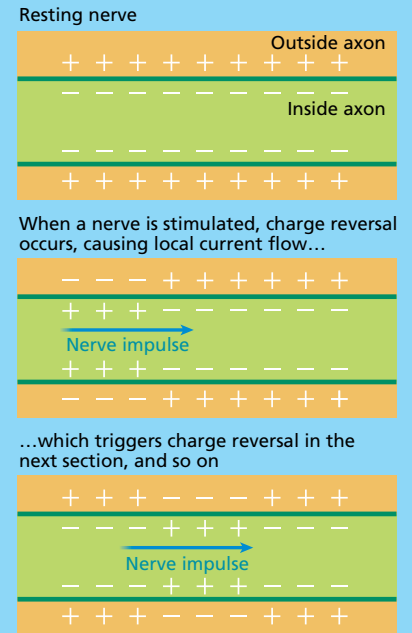 Resting nerve
Outside axon
+ + + + + + + + +
– – – – – – – – –
Inside axon
– – – – – – – – –
+ + + + + + + + +
When a nerve is stimulated, charge reversal
occurs, causing local current flow…
– – – + + + + + +
+ + + – – – – – –
Nerve impulse
+ + + – – – – – –
– – – + + + + + +
…which triggers charge reversal in the
next section, and so on
+ + + – – – + + +
– – – + + + – – –
Nerve impulse
– – – + + + – – –
+ + + – – – + + +